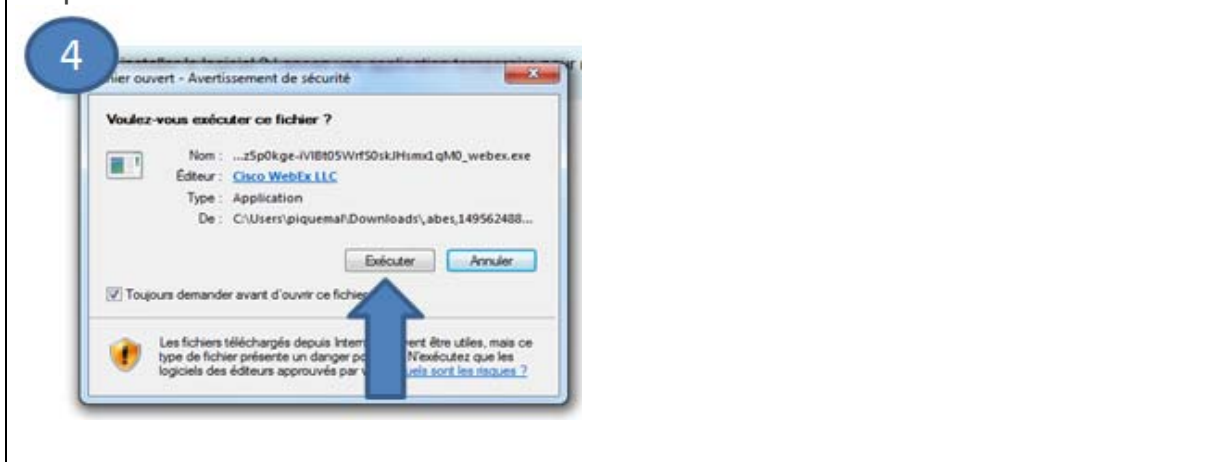 4
hier ouvert - Avertissement de sécurité
Voulez-vous exécuter ce fichier ?
Nom : ...z5p0kge-iVIBt05WrfS0skJHsmx1qM0_webex.exe
Éditeur : Cisco WebEx LLC
Type : Application
De : C:\Users\piquemal\Downloads\,abes,149562488...
Exécuter Annuler
Toujours demander avant d'ouvrir ce fichier
Les fichiers téléchargés depuis Inter vent être utiles, mais ce
type de fichier présente un danger po N'exécutez que les
logiciels des éditeurs approuvés par v uels sont les risques ?